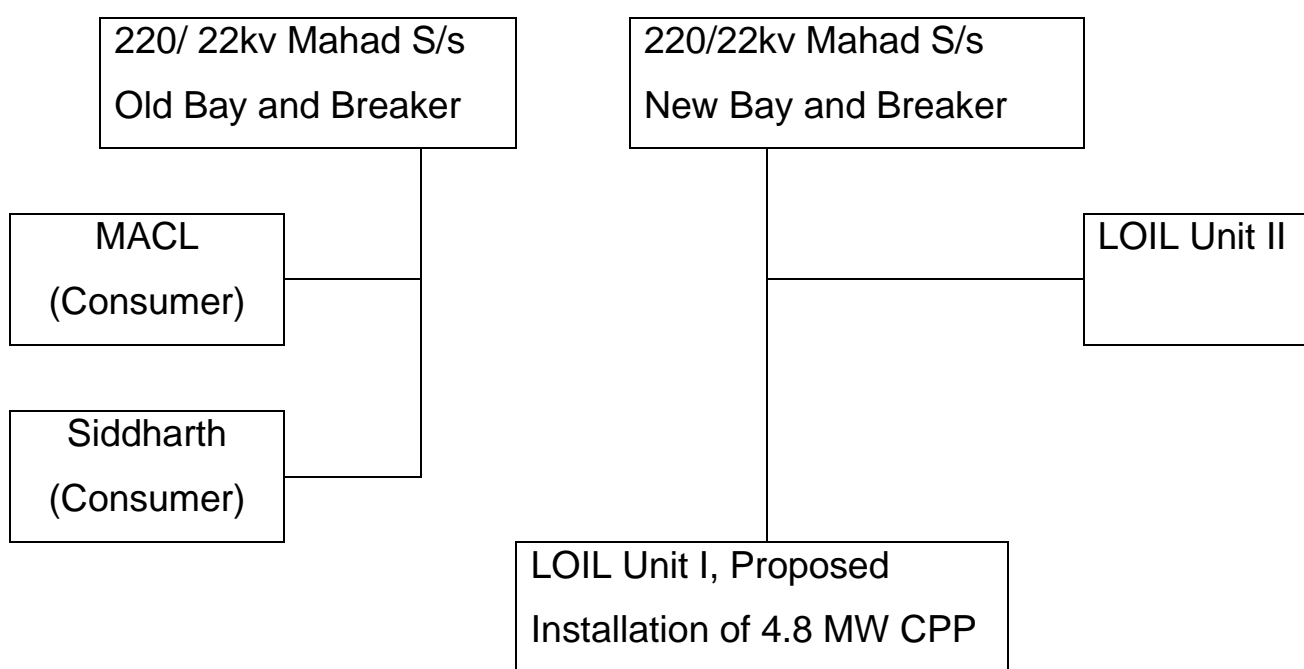 220/ 22kv Mahad S/s
Old Bay and Breaker
220/22kv Mahad S/s
New Bay and Breaker
MACL
(Consumer)
LOIL Unit II
Siddharth
(Consumer)
LOIL Unit I, Proposed
Installation of 4.8 MW CPP